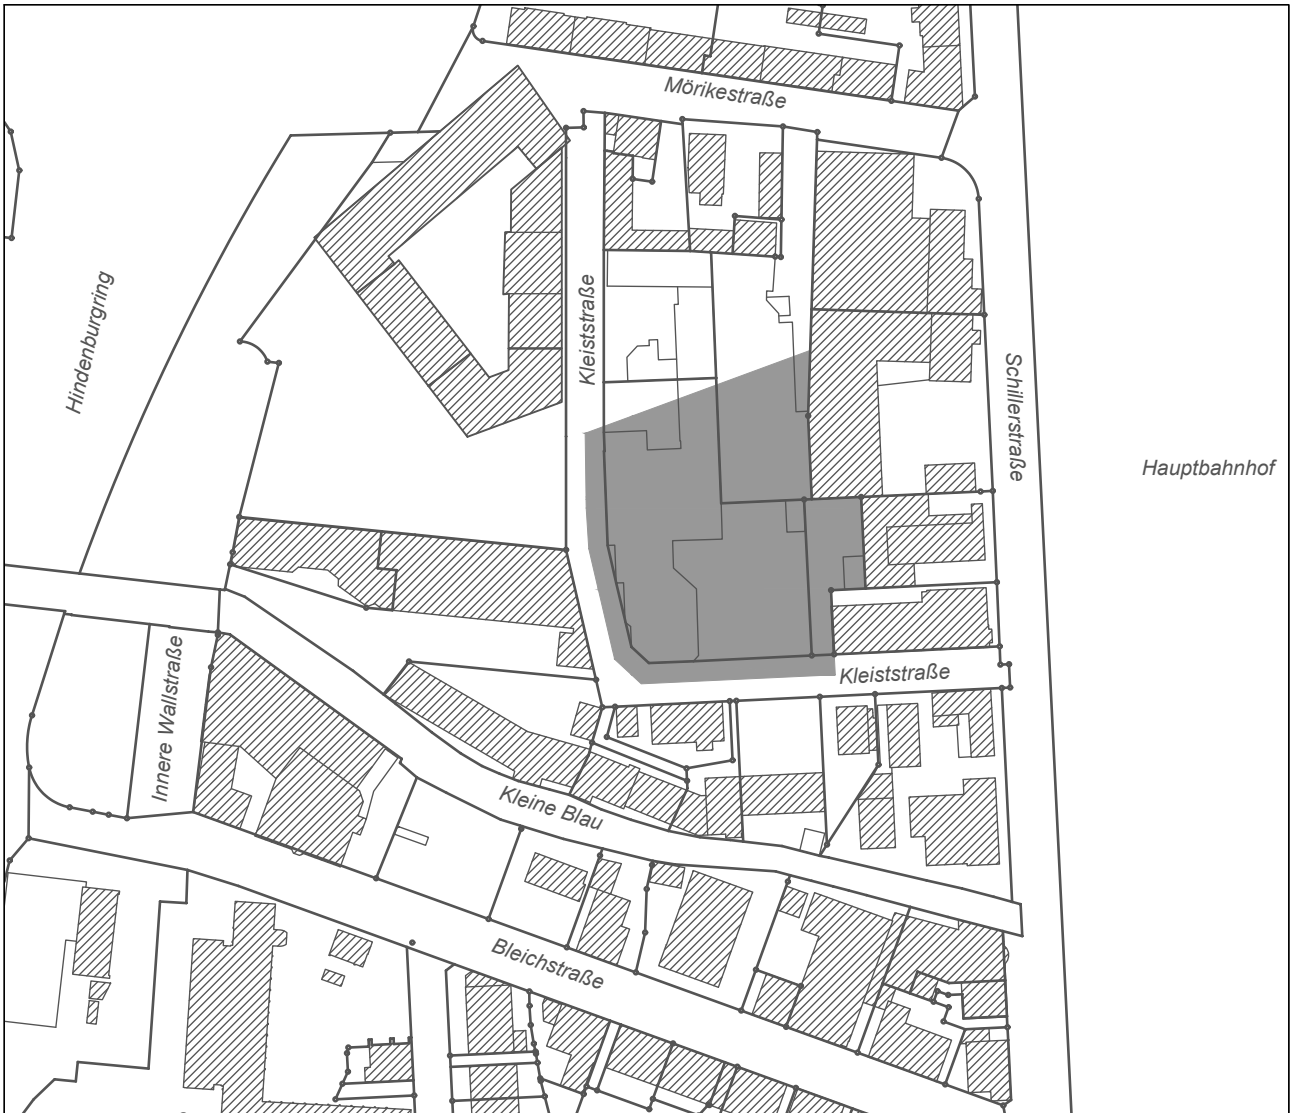 Mörikestraße
Hindenburgring
Kleiststraße
Schillerstraße
Hauptbahnhof
Innere Wallstraße
Kleiststraße
Kleine Blau
Bleichstraße